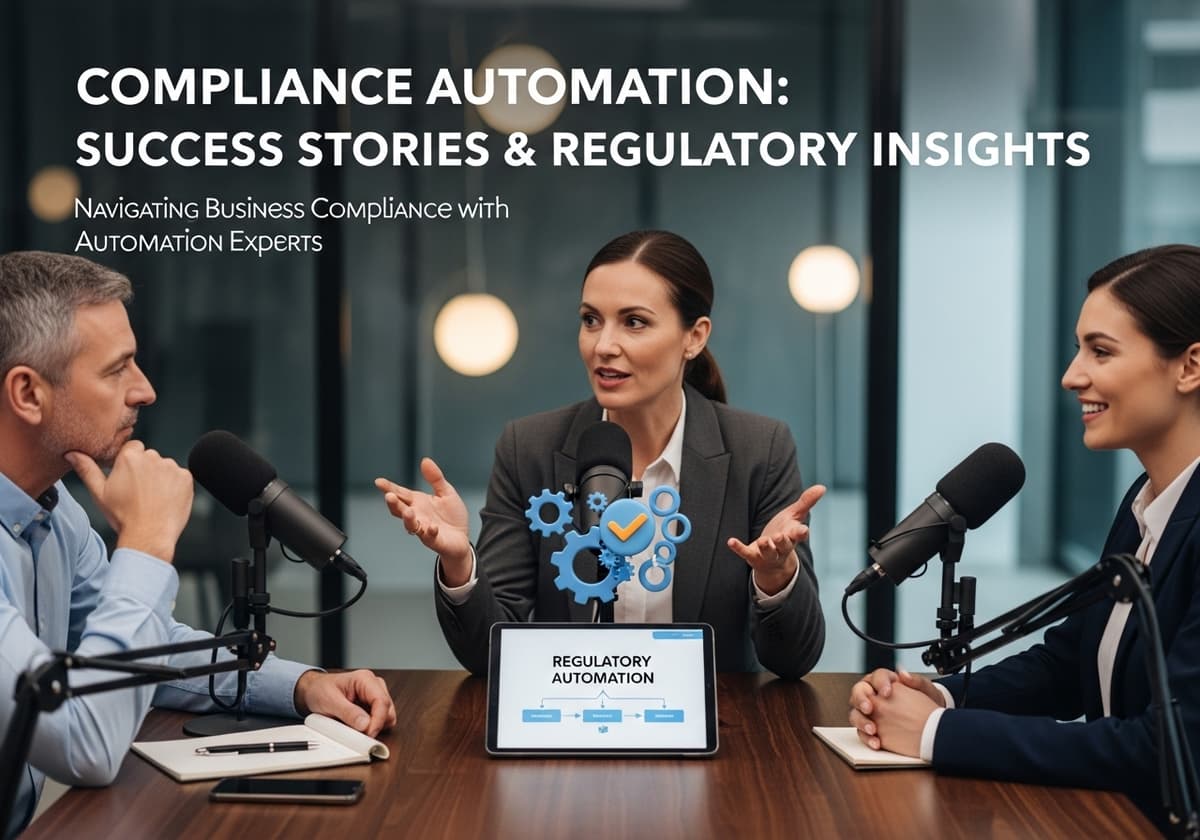 COMPLIANCE AUTOMATION:
SUCCESS STORIES & REGULATORY INSIGHTS
Navigating Business Compliance with
Automation Experts
REGULATORY
AUTOMATION